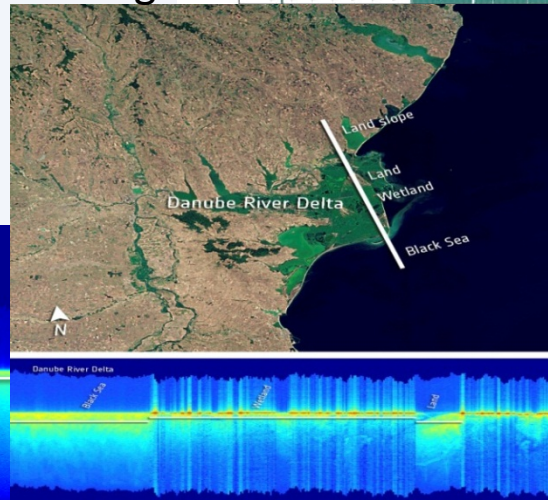 Land slope
Land
Wetland
Danube River Delta
Black Sea
N
Danube River Delta
Black Sea
Wetland
Land